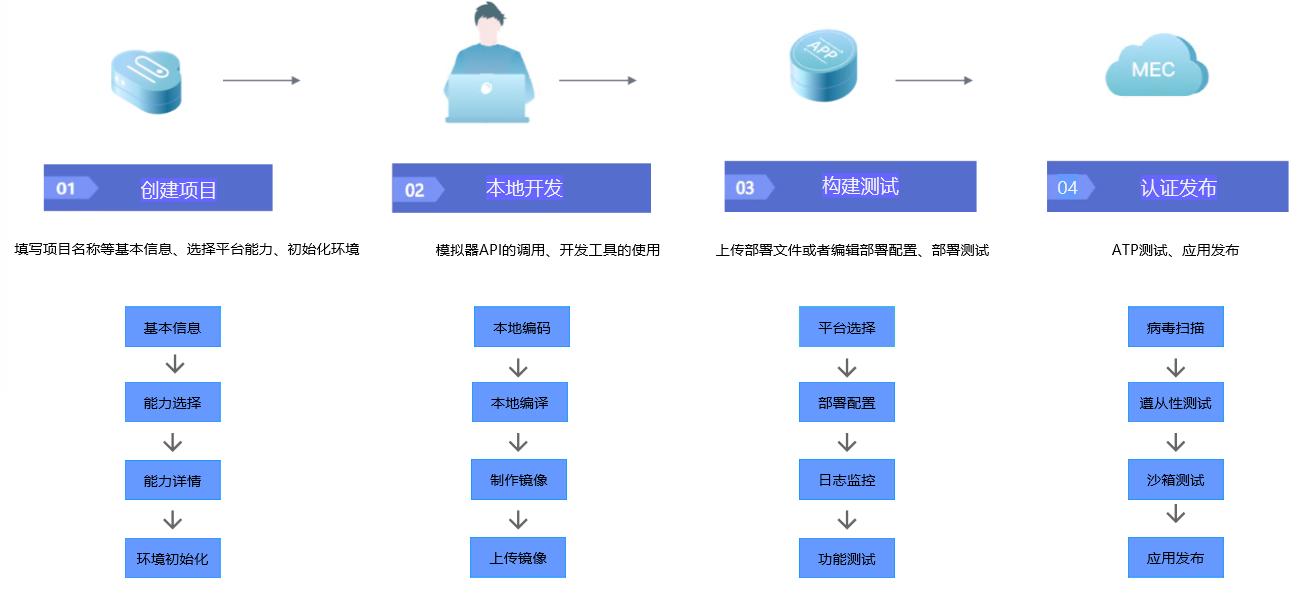 APP
MEC
01 创建项目
02 本地开发
03 构建测试
04 认证发布
填写项目名称等基本信息、选择平台能力、初始化环境
模拟器API的调用、开发工具的使用
上传部署文件或者编辑部署配置、部署测试
ATP测试、应用发布
基本信息
能力选择
能力详情
环境初始化
本地编码
本地编译
制作镜像
上传镜像
平台选择
部署配置
日志监控
功能测试
病毒扫描
遵从性测试
沙箱测试
应用发布